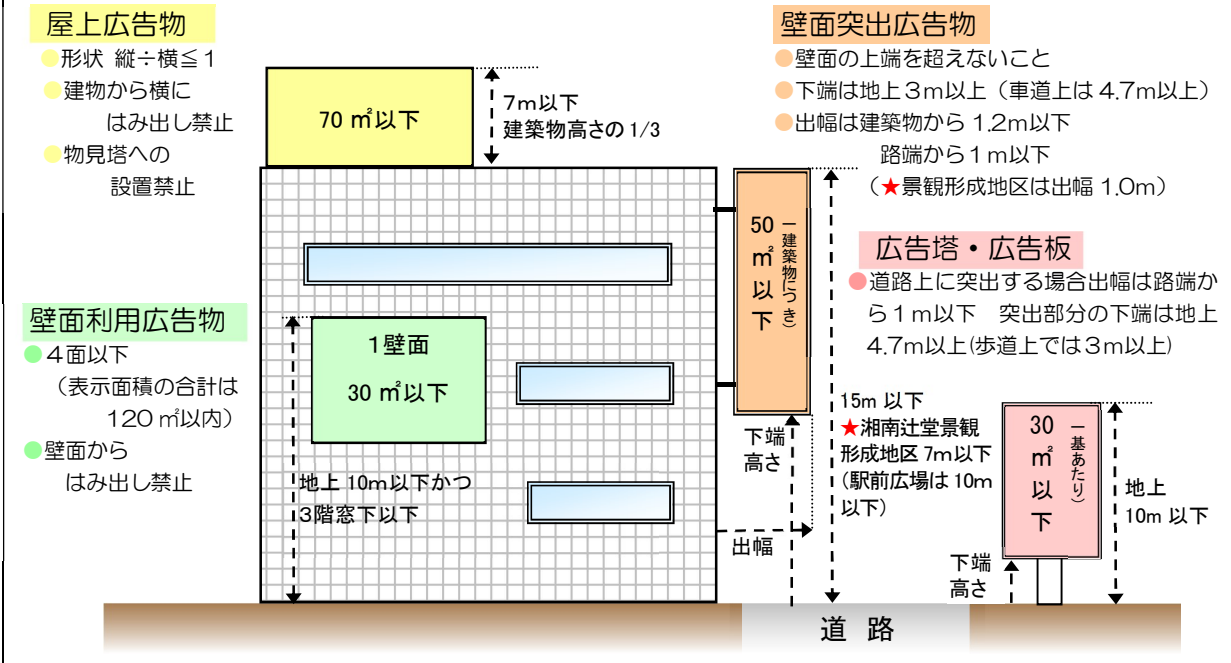 屋上広告物
●形状 縦÷横≦1
●建物から横に
はみ出し禁止
●物見塔への
設置禁止
70 ㎡以下
7m以下
建築物高さの 1/3
壁面突出広告物
●壁面の上端を超えないこと
●下端は地上3m以上（車道上は 4.7m以上）
●出幅は建築物から 1.2m以下
路端から1m以下
（★景観形成地区は出幅 1.0m）
50㎡以下
一建築物につき）
広告塔・広告板
●道路上に突出する場合出幅は路端か
ら1m以下　突出部分の下端は地上
4.7m以上(歩道上では3m以上)
壁面利用広告物
●4面以下
（表示面積の合計は
120 ㎡以内）
●壁面から
はみ出し禁止
1壁面
30 ㎡以下
地上 10m以下かつ
3階窓下以下
下端
高さ
出幅
15m 以下
★湘南辻堂景観
形成地区 7m以下
（駅前広場は 10m
以下）
30㎡以下
一基あたり）
地上
10m 以下
下端
高さ
道 路